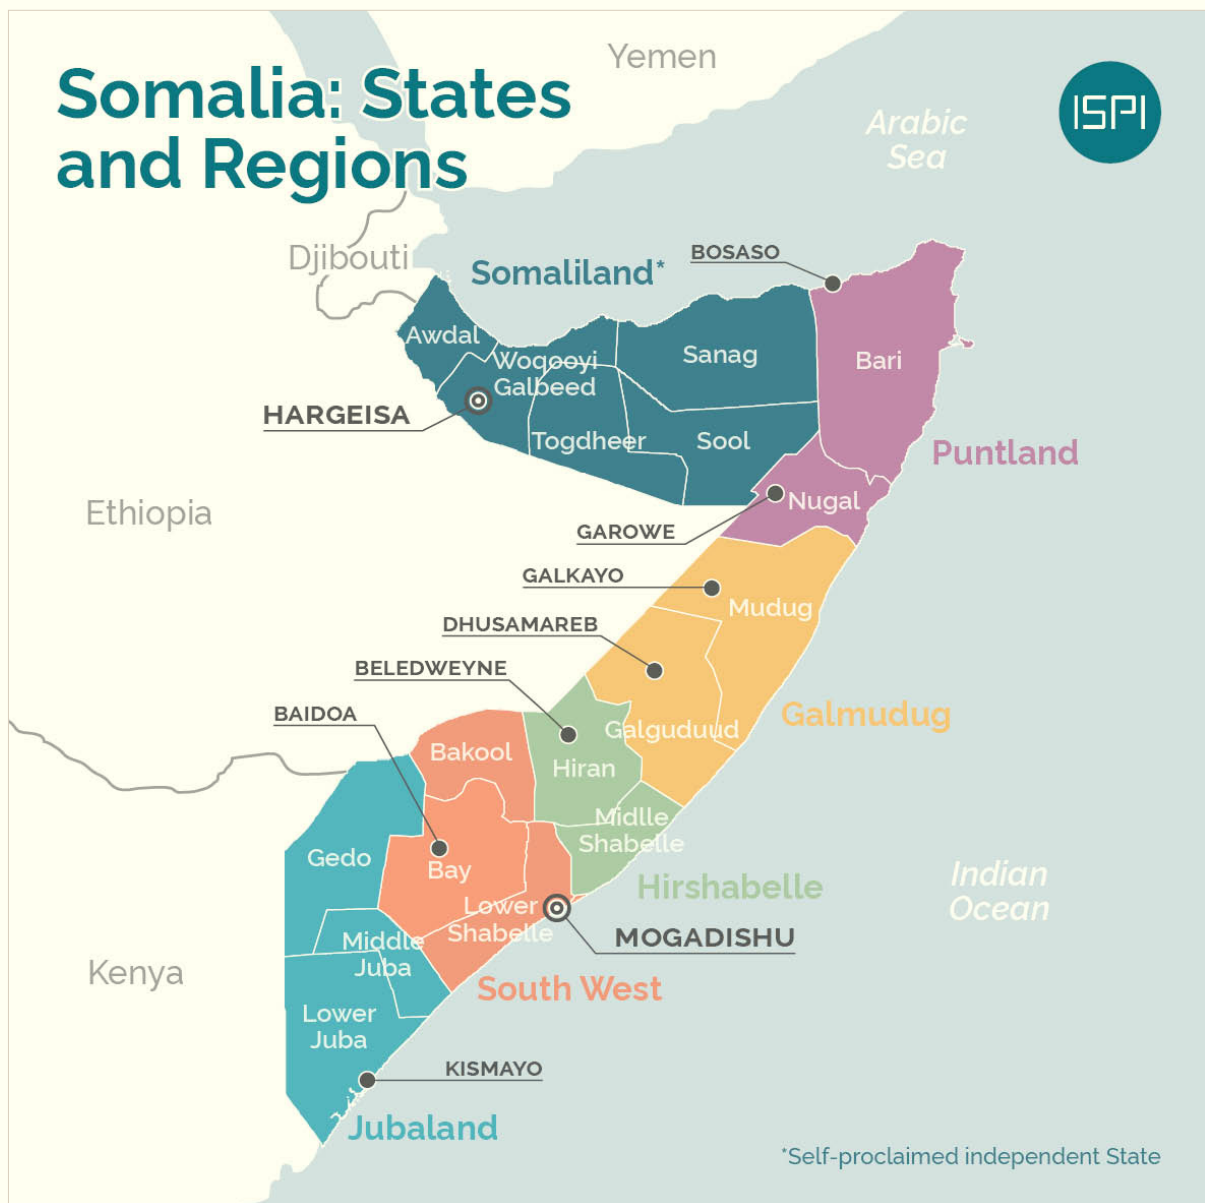 Somalia: States
and Regions
Yemen
ISPI
Arabic
Sea
Djibouti
Somaliland*
BOSASO
Awdal
Woqooyi
Galbeed
Sanag
Bari
HARGEISA
Togdheer
Sool
Puntland
Ethiopia
Nugal
GAROWE
GALKAYO
Mudug
DHUSAMAREB
BELEDWEYNE
BAIDOA
Galguduud
Galmudug
Bakool
Hiran
Midlle
Shabelle
Gedo
Bay
Hirshabelle
Indian
Ocean
Lower
Shabelle
MOGADISHU
Middle
Juba
Kenya
South West
Lower
Juba
KISMAYO
Jubaland
*Self-proclaimed independent State